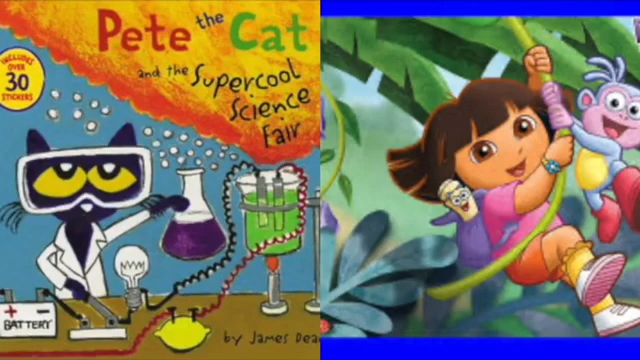 Pete the Cat
and the Supercool
Science
Fair
INCLUDES
OVER
30
STICKERS
+ -
BATTERY
by James Dea